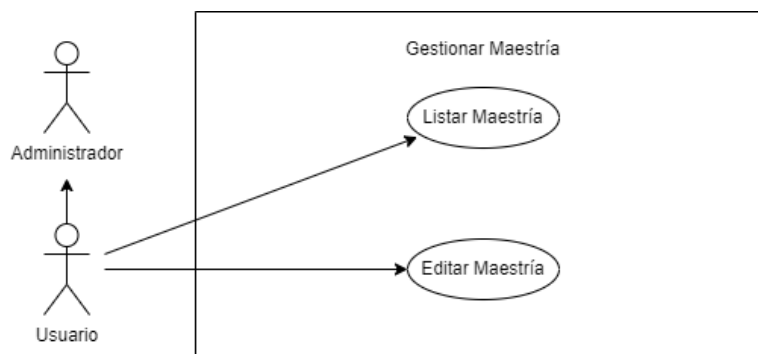 Gestionar Maestría
Listar Maestría
Administrador
Editar Maestría
Usuario